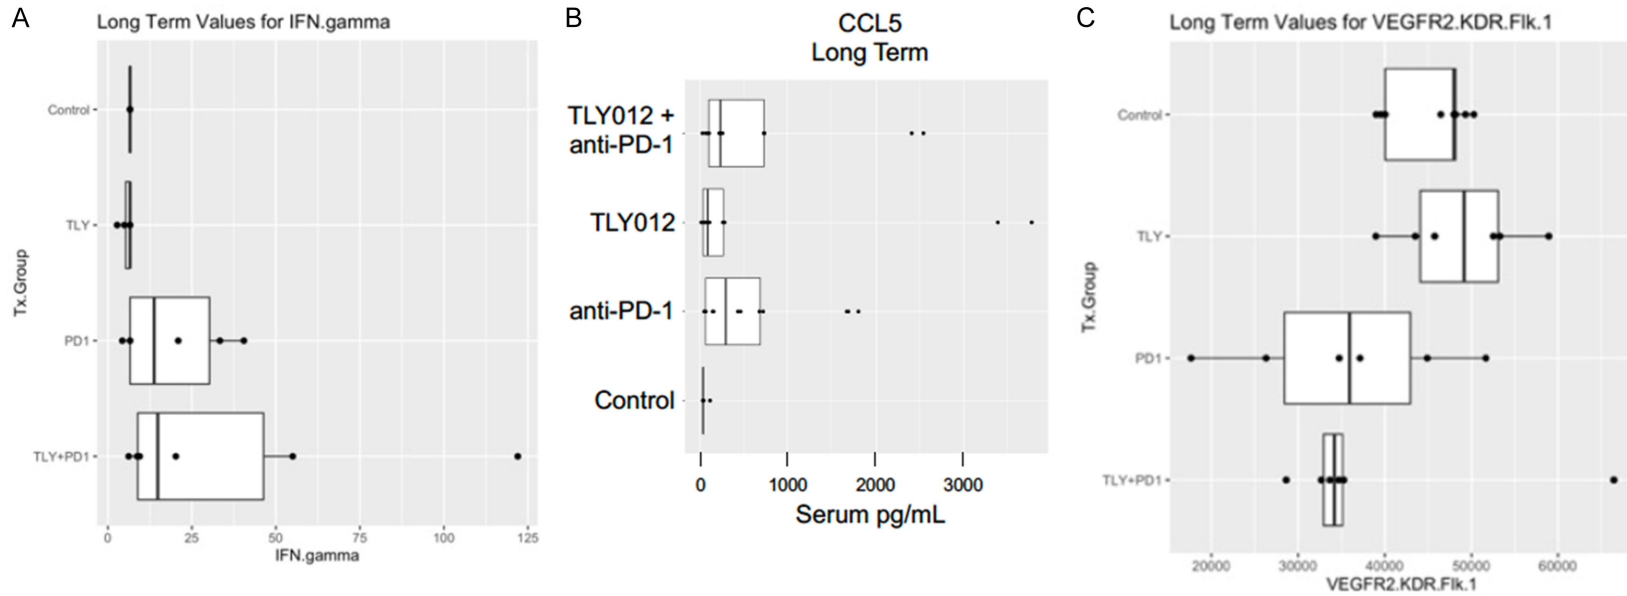 A
Long Term Values for IFN.gamma
Tx.Group
Control
TLY
PD1
TLY+PD1
0 25 50 75 100 125
IFN.gamma
B
CCL5
Long Term
TLY012 +
anti-PD-1
TLY012
anti-PD-1
Control
0 1000 2000 3000
Serum pg/mL
C
Long Term Values for VEGFR2.KDR.Flk.1
Tx.Group
Control
TLY
PD1
TLY+PD1
20000 30000 40000 50000 60000
VEGFR2.KDR.Flk.1